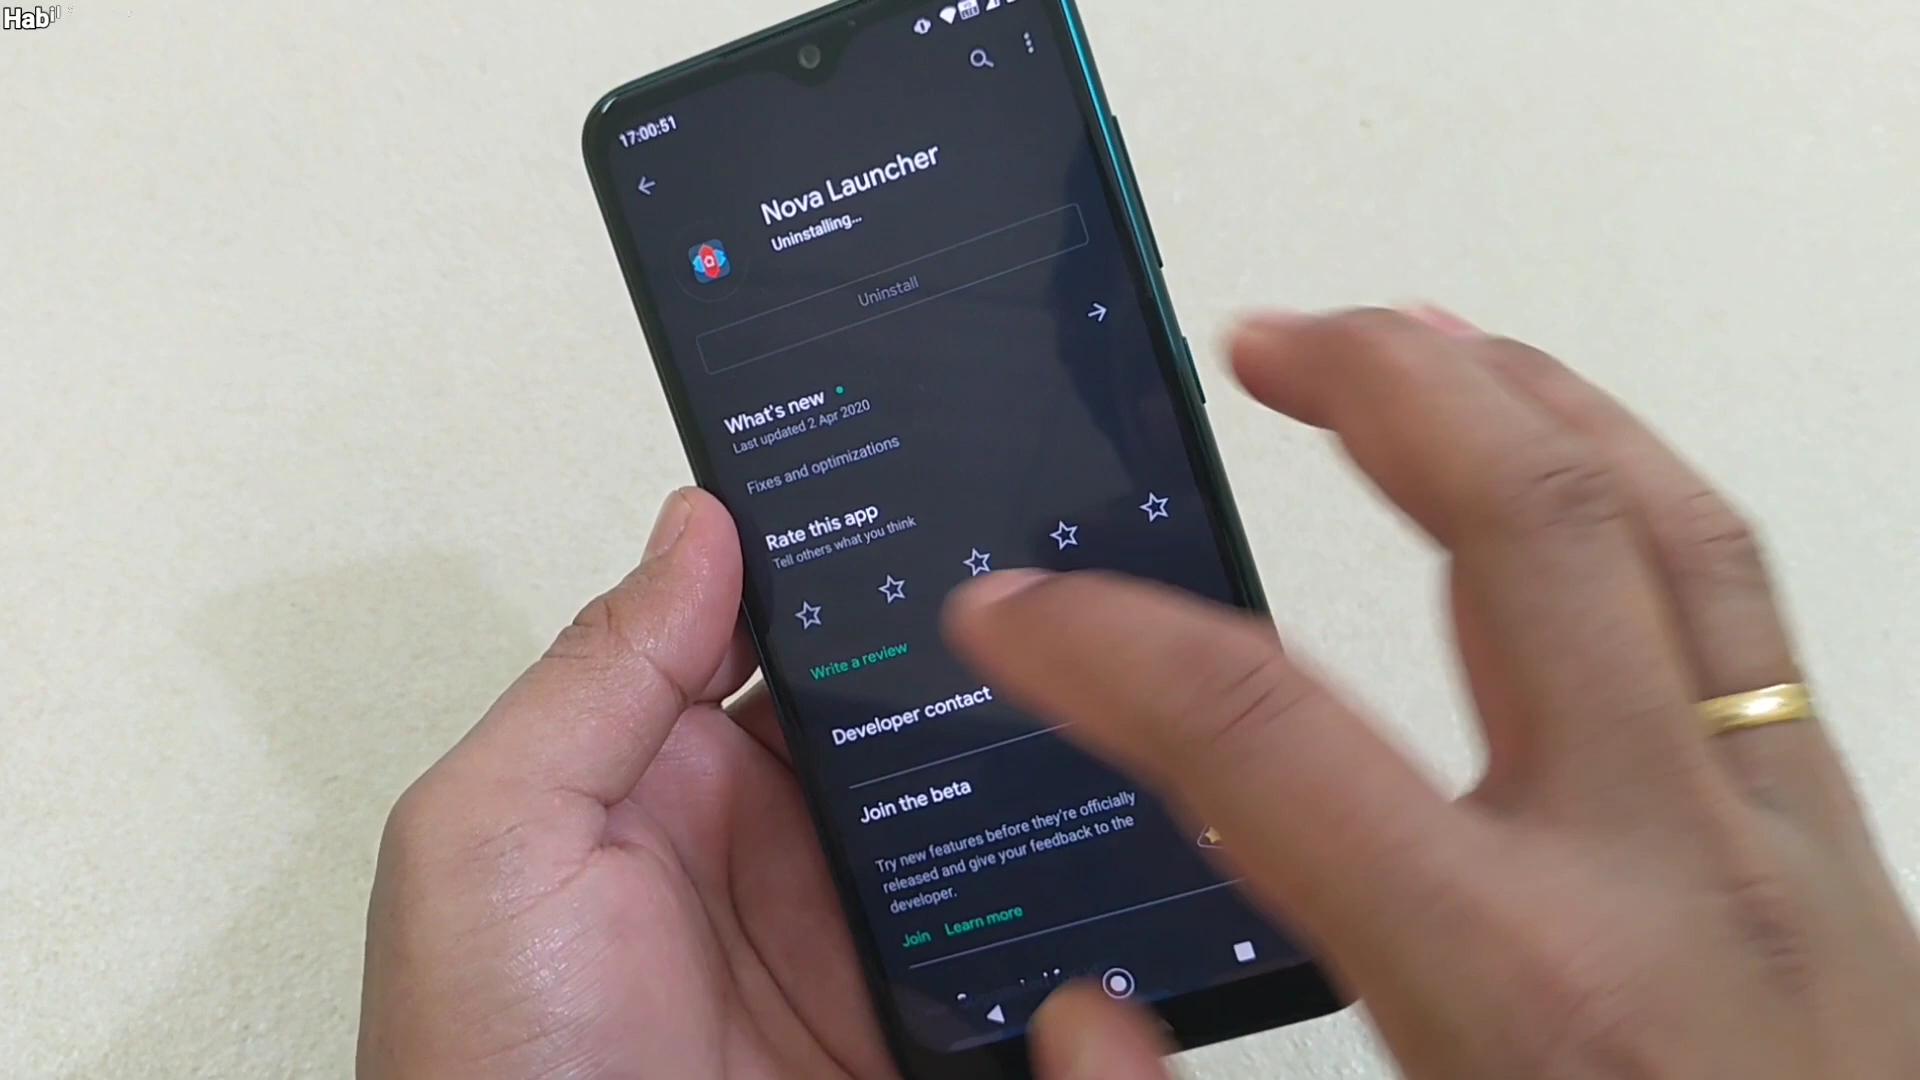 Habil
17:00:51
Nova Launcher
Uninstalling...
Uninstall
What's new
Last updated 2 Apr 2020
Fixes and optimizations
Rate this app
Tell others what you think
Write a review
Developer contact
Join the beta
Try new features before they're officially
released and give your feedback to the
developer.
Join Learn more